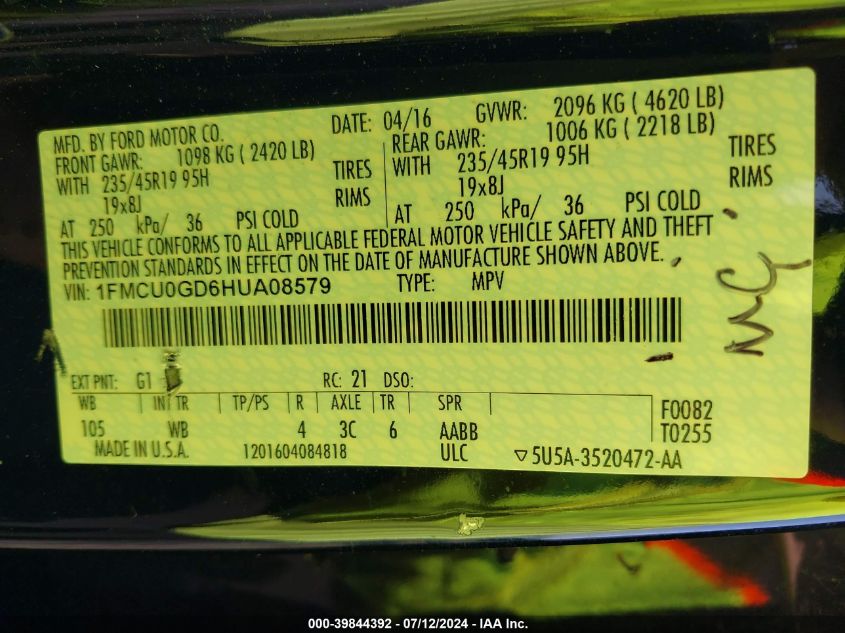 MFD. BY FORD MOTOR CO. DATE: 04/16 GVWR: 2096 KG ( 4620 LB)
FRONT GAWR: 1098 KG ( 2420 LB) REAR GAWR: 1006 KG ( 2218 LB)
WITH 235/45R19 95H TIRES WITH 235/45R19 95H TIRES
19x8J RIMS 19x8J RIMS
AT 250 kPa/ 36 PSI COLD AT 250 kPa/ 36 PSI COLD
THIS VEHICLE CONFORMS TO ALL APPLICABLE FEDERAL MOTOR VEHICLE SAFETY AND THEFT
PREVENTION STANDARDS IN EFFECT ON THE DATE OF MANUFACTURE SHOWN ABOVE.
VIN: 1FMCU0GD6HUA08579 TYPE: MPV
EXT PNT: G1 RC: 21 DSO:
WB IN TR TP/PS R AXLE TR SPR F0082
105 WB 4 3C 6 AABB T0255
MADE IN U.S.A. 1201604084818 ULC ▽5U5A-3520472-AA
000-39844392 - 07/12/2024 - IAA Inc.